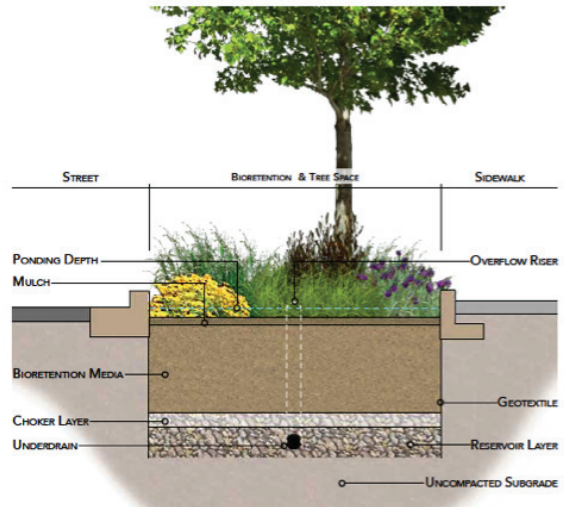 Street
Bioretention & Tree Space
Sidewalk
Ponding Depth
Overflow Riser
Mulch
Bioretention Media
Geotextile
Choker Layer
Underdrain
Reservoir Layer
Uncompacted Subgrade